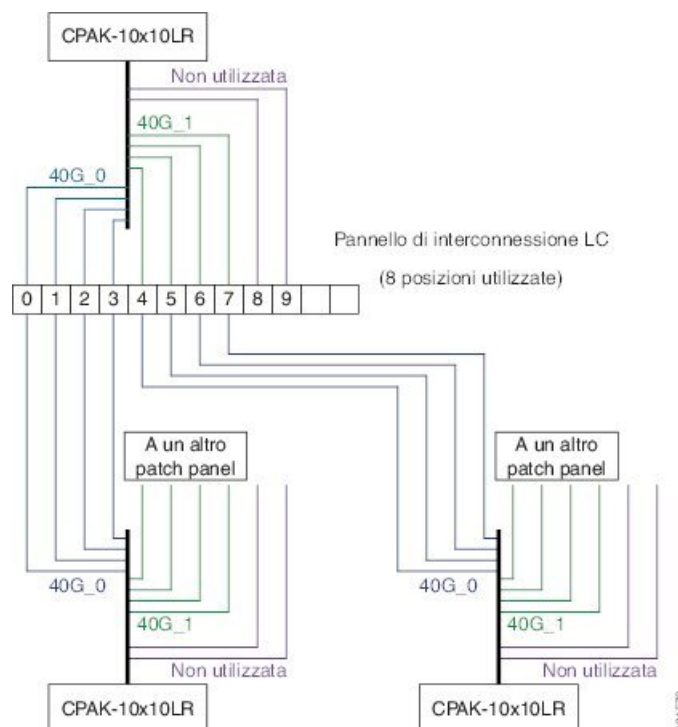 CPAK-10x10LR
Non utilizzata
40G_1
40G_0
Pannello di interconnessione LC
(8 posizioni utilizzate)
0 1 2 3 4 5 6 7 8 9
A un altro
patch panel
A un altro
patch panel
40G_0
40G_1
Non utilizzata
40G_0
40G_1
Non utilizzata
CPAK-10x10LR
CPAK-10x10LR